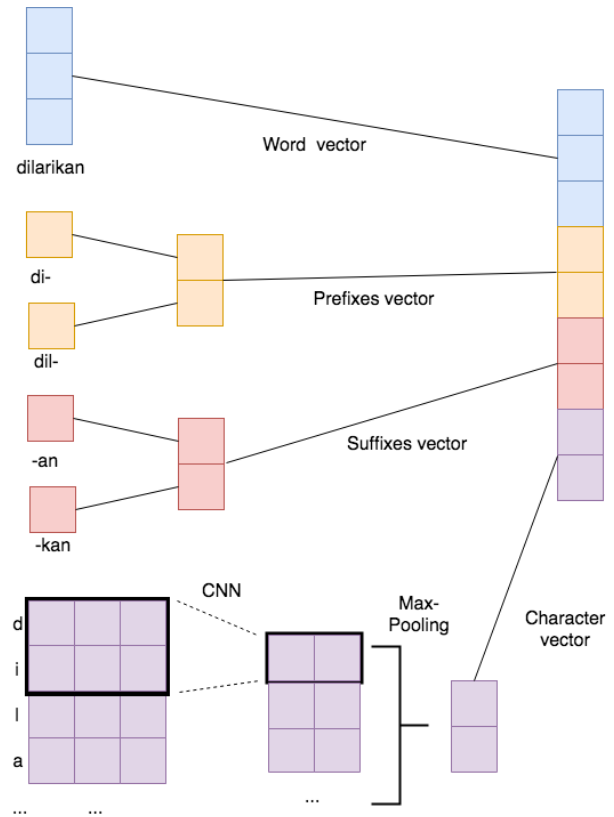 dilarikan
Word vector
di-
dil-
Prefixes vector
-an
-kan
Suffixes vector
CNN
Max-
Pooling
Character
vector
d
i
l
a
... ...
...